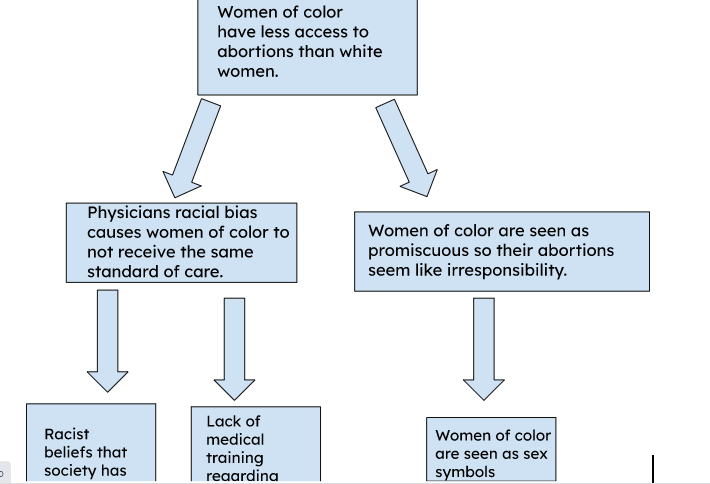 Women of color
have less access to
abortions than white
women.
Physicians racial bias
causes women of color to
not receive the same
standard of care.
Women of color are seen as
promiscuous so their abortions
seem like irresponsibility.
Racist
beliefs that
society has
Lack of
medical
training
regarding
Women of color
are seen as sex
symbols